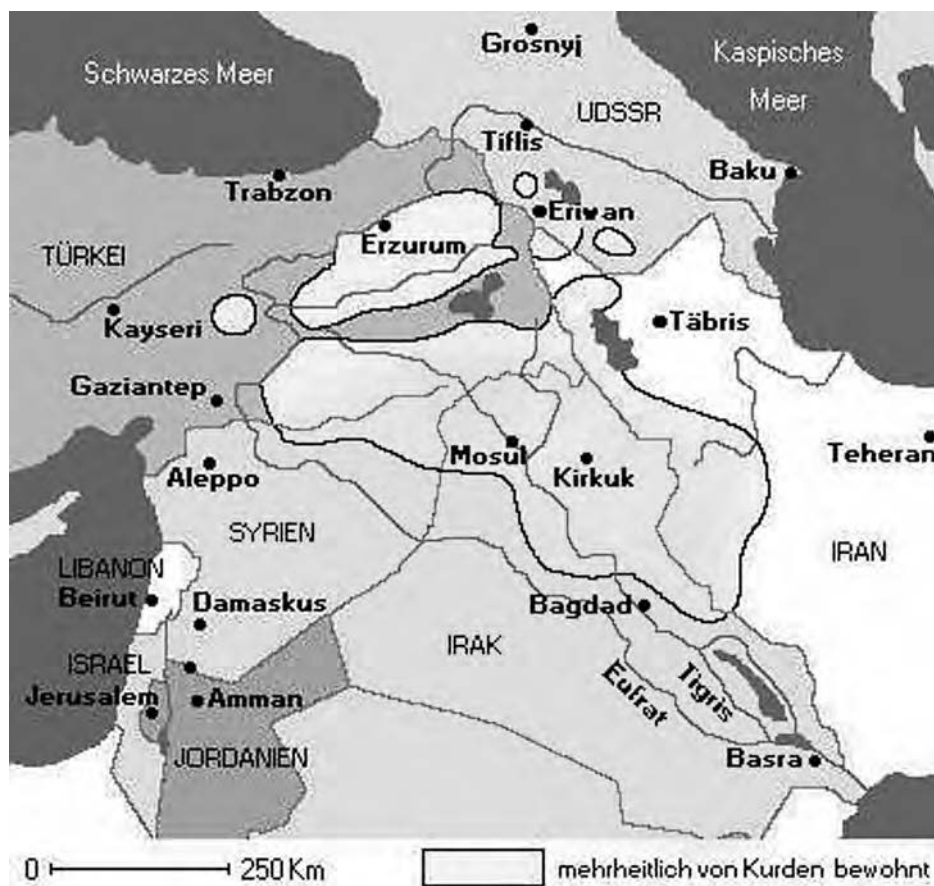 Grosnyj
Schwarzes Meer
Kaspisches
Meer
UDSSR
Tiflis
Baku
Trabzon
Eriwan
Erzurum
TÜRKEI
Kayseri
Täbris
Gaziantep
Mosul
Teheran
Aleppo
Kirkuk
SYRIEN
IRAN
LIBANON
Beirut
Damaskus
Bagdad
IRAK
ISRAEL
Jerusalem
Amman
Eufrat
Tigris
JORDANIEN
Basra
0 250 Km
mehrheitlich von Kurden bewohnt